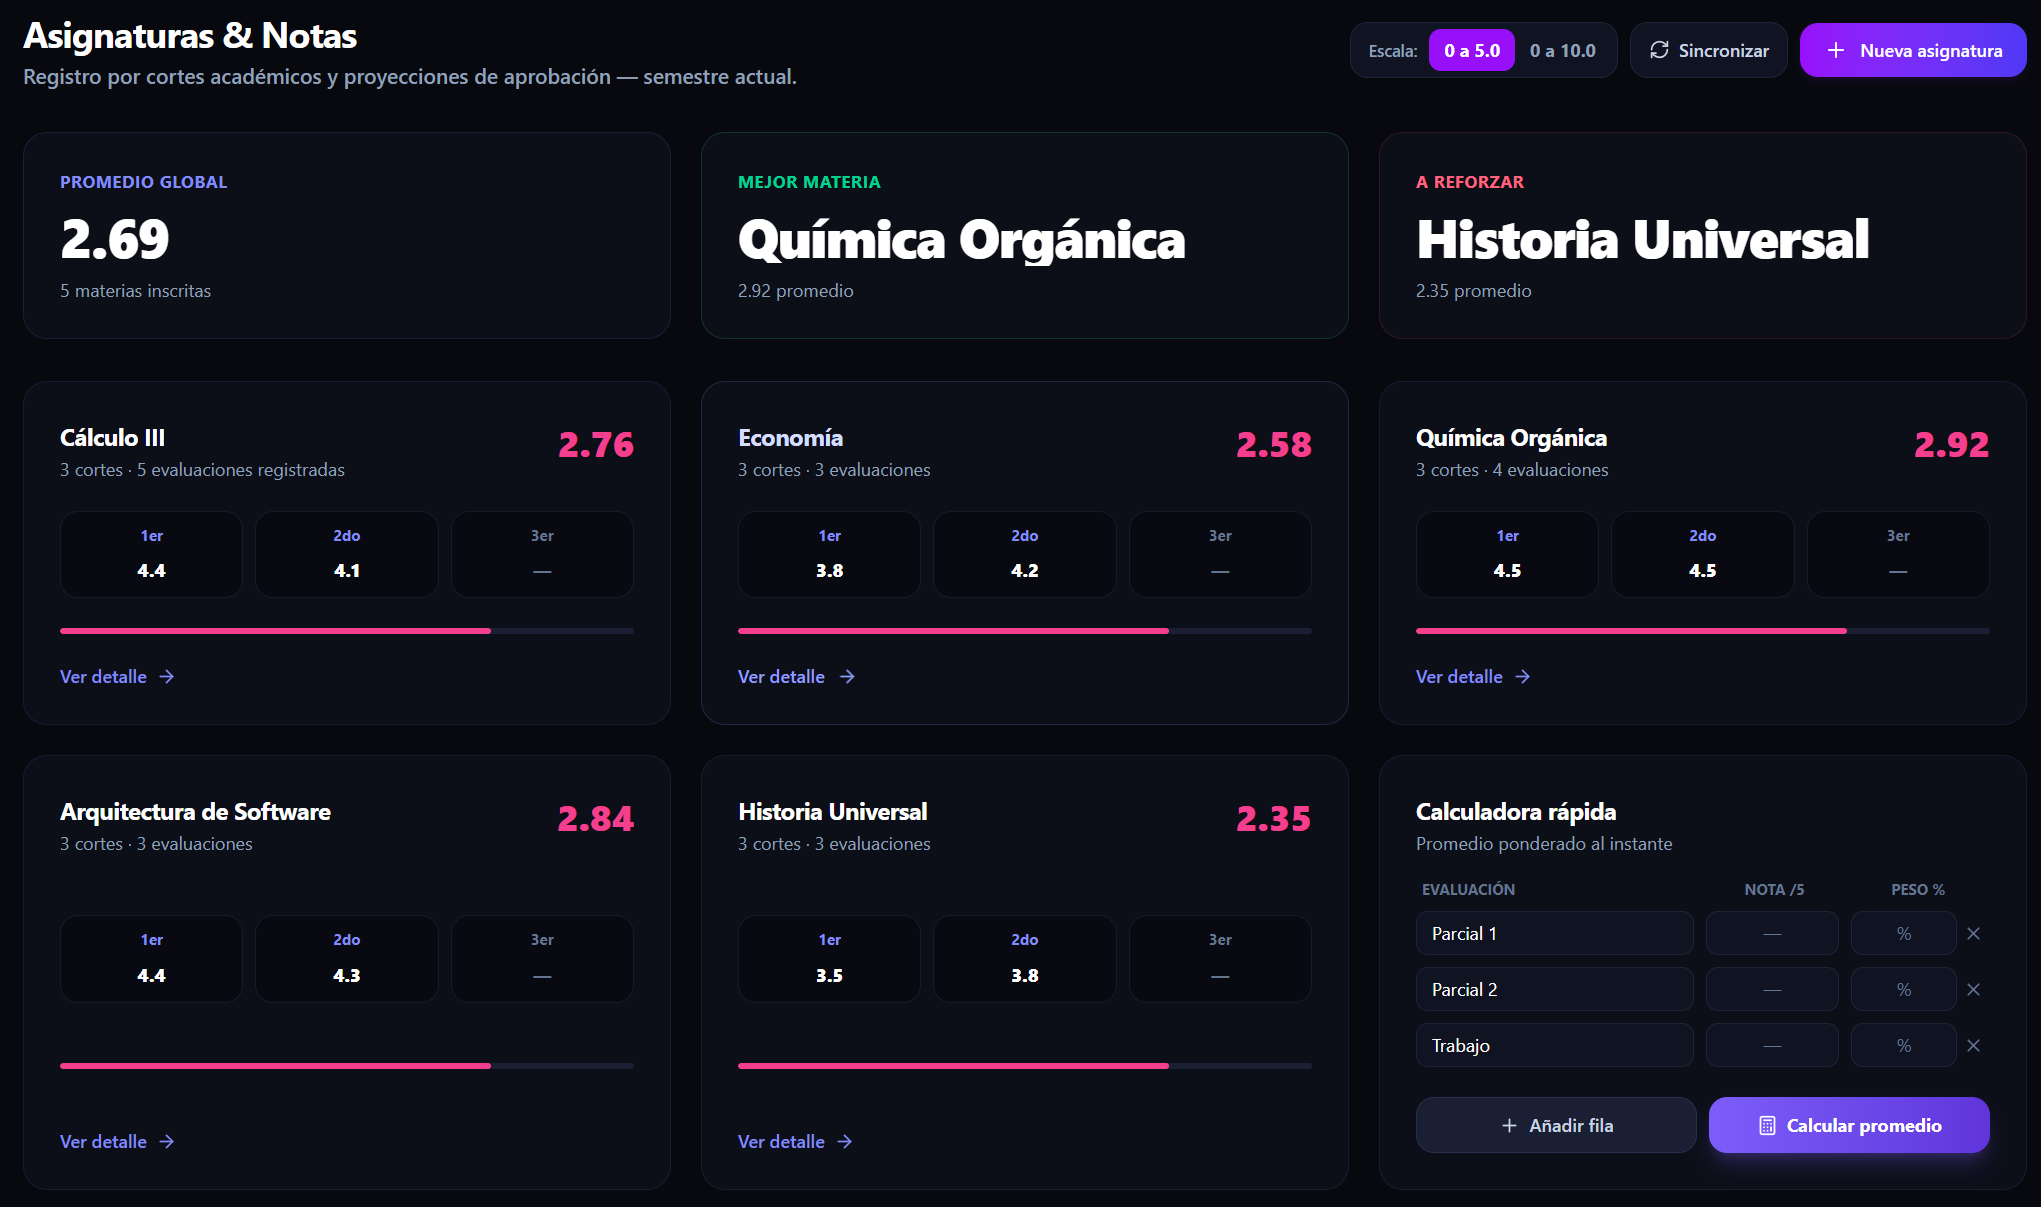 Asignaturas & Notas
Registro por cortes académicos y proyecciones de aprobación — semestre actual.
Escala: 0 a 5.0 0 a 10.0
Sincronizar
+ Nueva asignatura
PROMEDIO GLOBAL
2.69
5 materias inscritas
MEJOR MATERIA
Química Orgánica
2.92 promedio
A REFORZAR
Historia Universal
2.35 promedio
Cálculo III
2.76
3 cortes · 5 evaluaciones registradas
1er 2do 3er
4.4 4.1 —
Ver detalle →
Economía
2.58
3 cortes · 3 evaluaciones
1er 2do 3er
3.8 4.2 —
Ver detalle →
Química Orgánica
2.92
3 cortes · 4 evaluaciones
1er 2do 3er
4.5 4.5 —
Ver detalle →
Arquitectura de Software
2.84
3 cortes · 3 evaluaciones
1er 2do 3er
4.4 4.3 —
Ver detalle →
Historia Universal
2.35
3 cortes · 3 evaluaciones
1er 2do 3er
3.5 3.8 —
Ver detalle →
Calculadora rápida
Promedio ponderado al instante
EVALUACIÓN NOTA /5 PESO %
Parcial 1 — % ×
Parcial 2 — % ×
Trabajo — % ×
+ Añadir fila
Calcular promedio